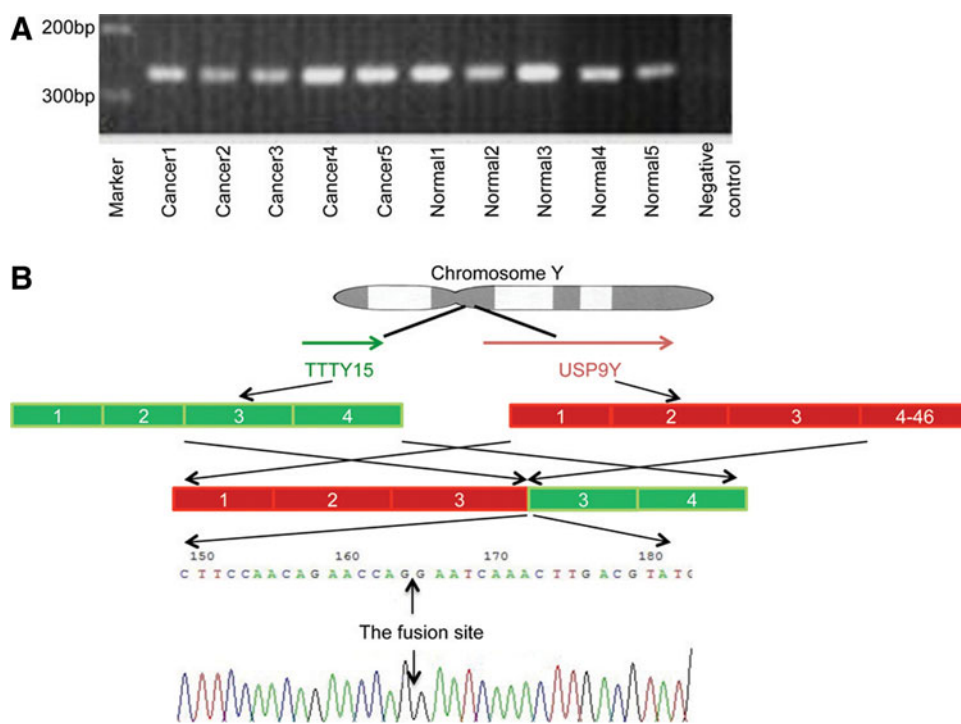 A
200bp
300bp
Marker
Cancer1
Cancer2
Cancer3
Cancer4
Cancer5
Normal1
Normal2
Normal3
Normal4
Normal5
Negative
control
B
Chromosome Y
TTTY15 USP9Y
1 2 3 4 1 2 3 4-46
1 2 3 3 4
150 160 170 180
C T T C C A A C A G A A C C A G G A A T C A A A C T T G A C G T A T G
The fusion site